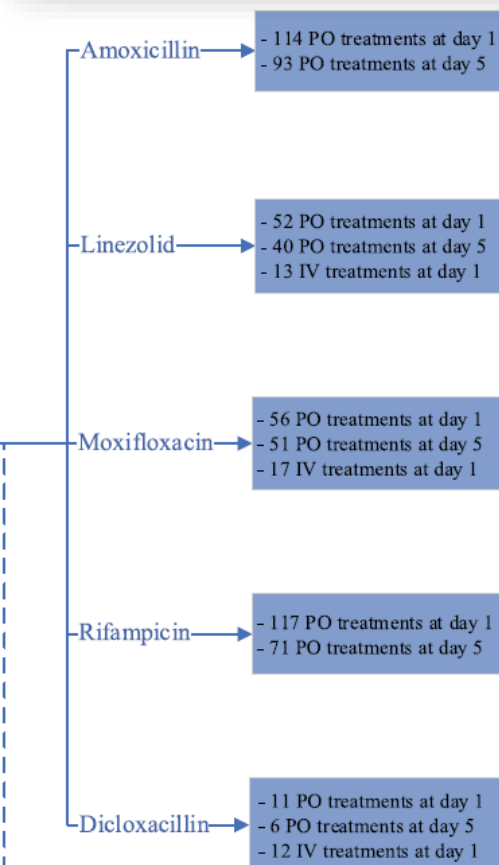 Amoxicillin
- 114 PO treatments at day 1
- 93 PO treatments at day 5
Linezolid
- 52 PO treatments at day 1
- 40 PO treatments at day 5
- 13 IV treatments at day 1
Moxifloxacin
- 56 PO treatments at day 1
- 51 PO treatments at day 5
- 17 IV treatments at day 1
Rifampicin
- 117 PO treatments at day 1
- 71 PO treatments at day 5
Dicloxacillin
- 11 PO treatments at day 1
- 6 PO treatments at day 5
- 12 IV treatments at day 1